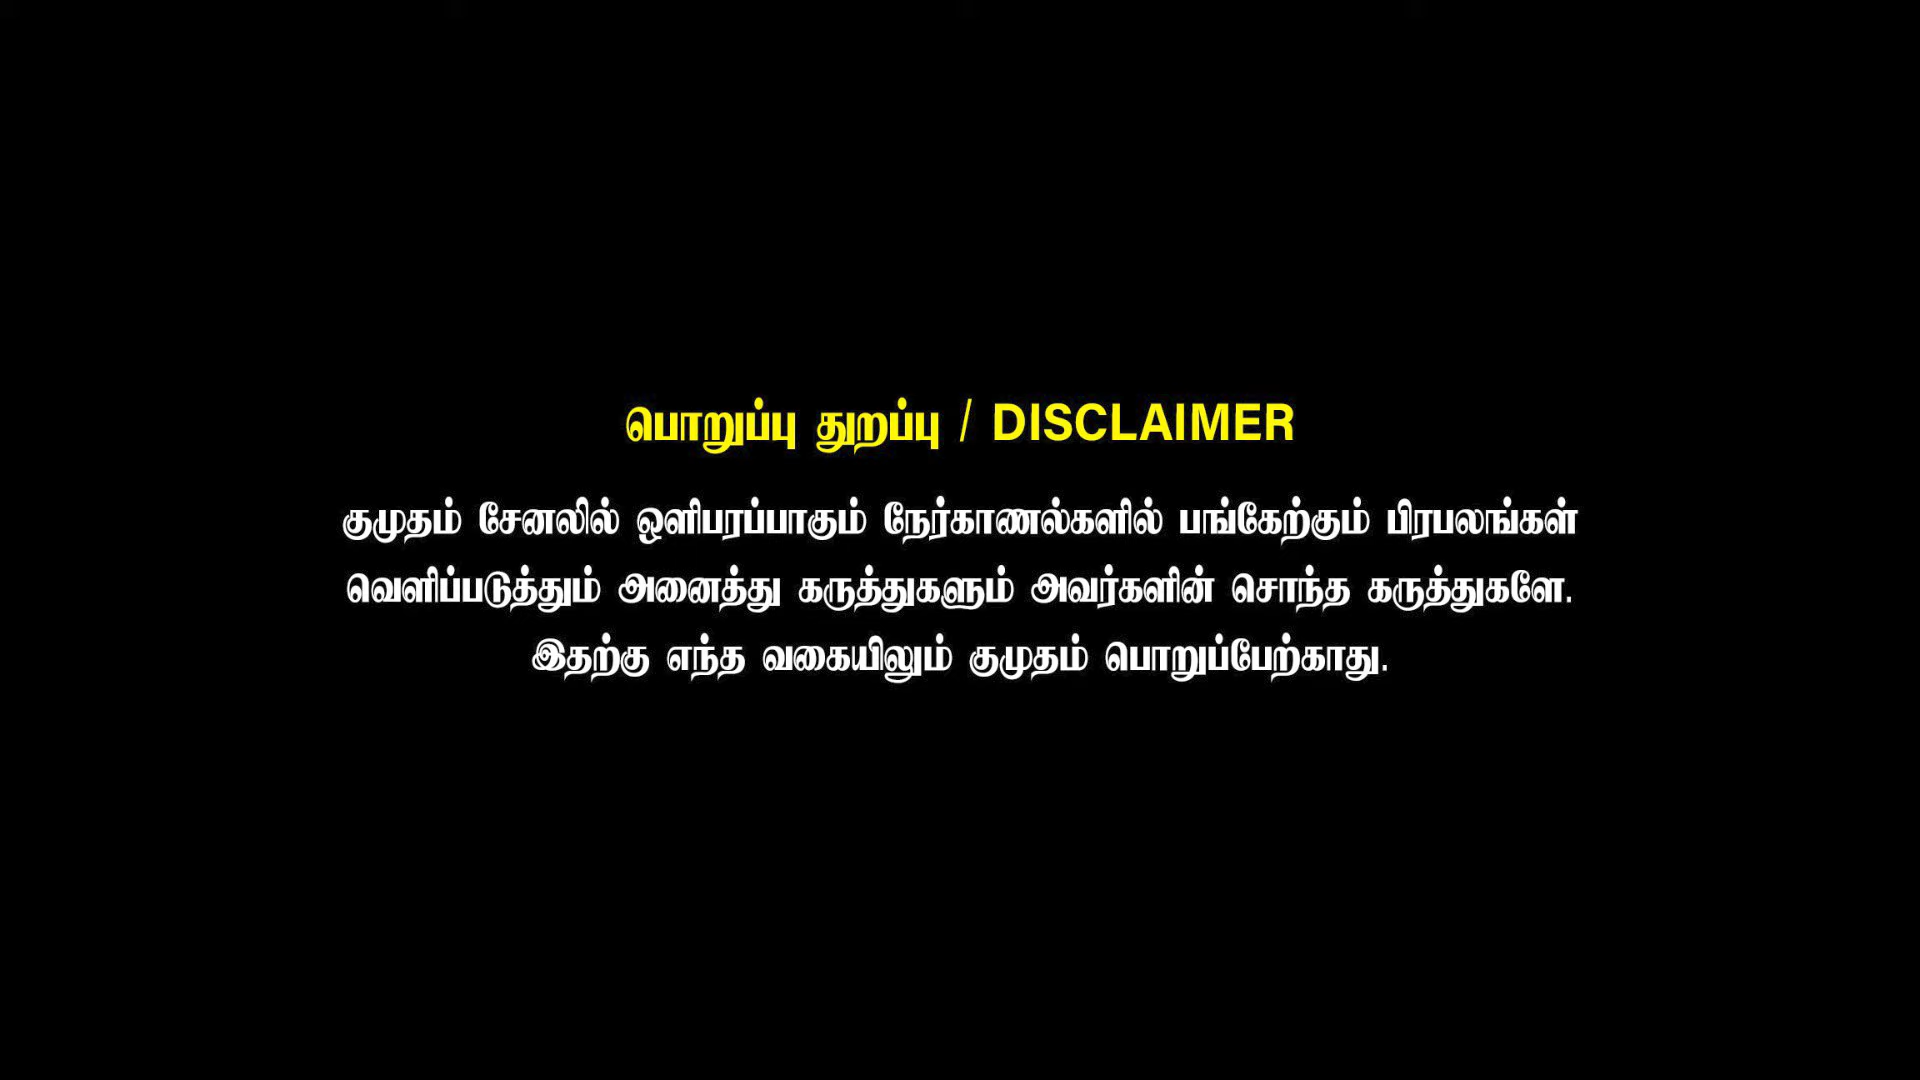 பொறுப்பு துறப்பு / DISCLAIMER
குமுதம் சேனலில் ஒளிபரப்பாகும் நேர்காணல்களில் பங்கேற்கும் பிரபலங்கள்
வெளிப்படுத்தும் அனைத்து கருத்துகளும் அவர்களின் சொந்த கருத்துகளே.
இதற்கு எந்த வகையிலும் குமுதம் பொறுப்பேற்காது.